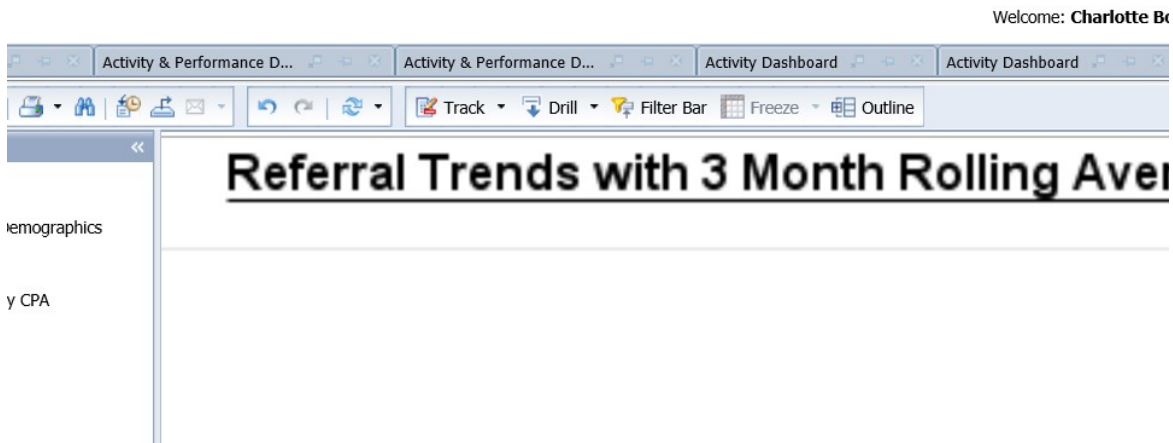 Welcome: Charlotte Bo
Activity & Performance D... Activity & Performance D... Activity Dashboard Activity Dashboard
Track Drill Filter Bar Freeze Outline
Referral Trends with 3 Month Rolling Aver
emographics
y CPA